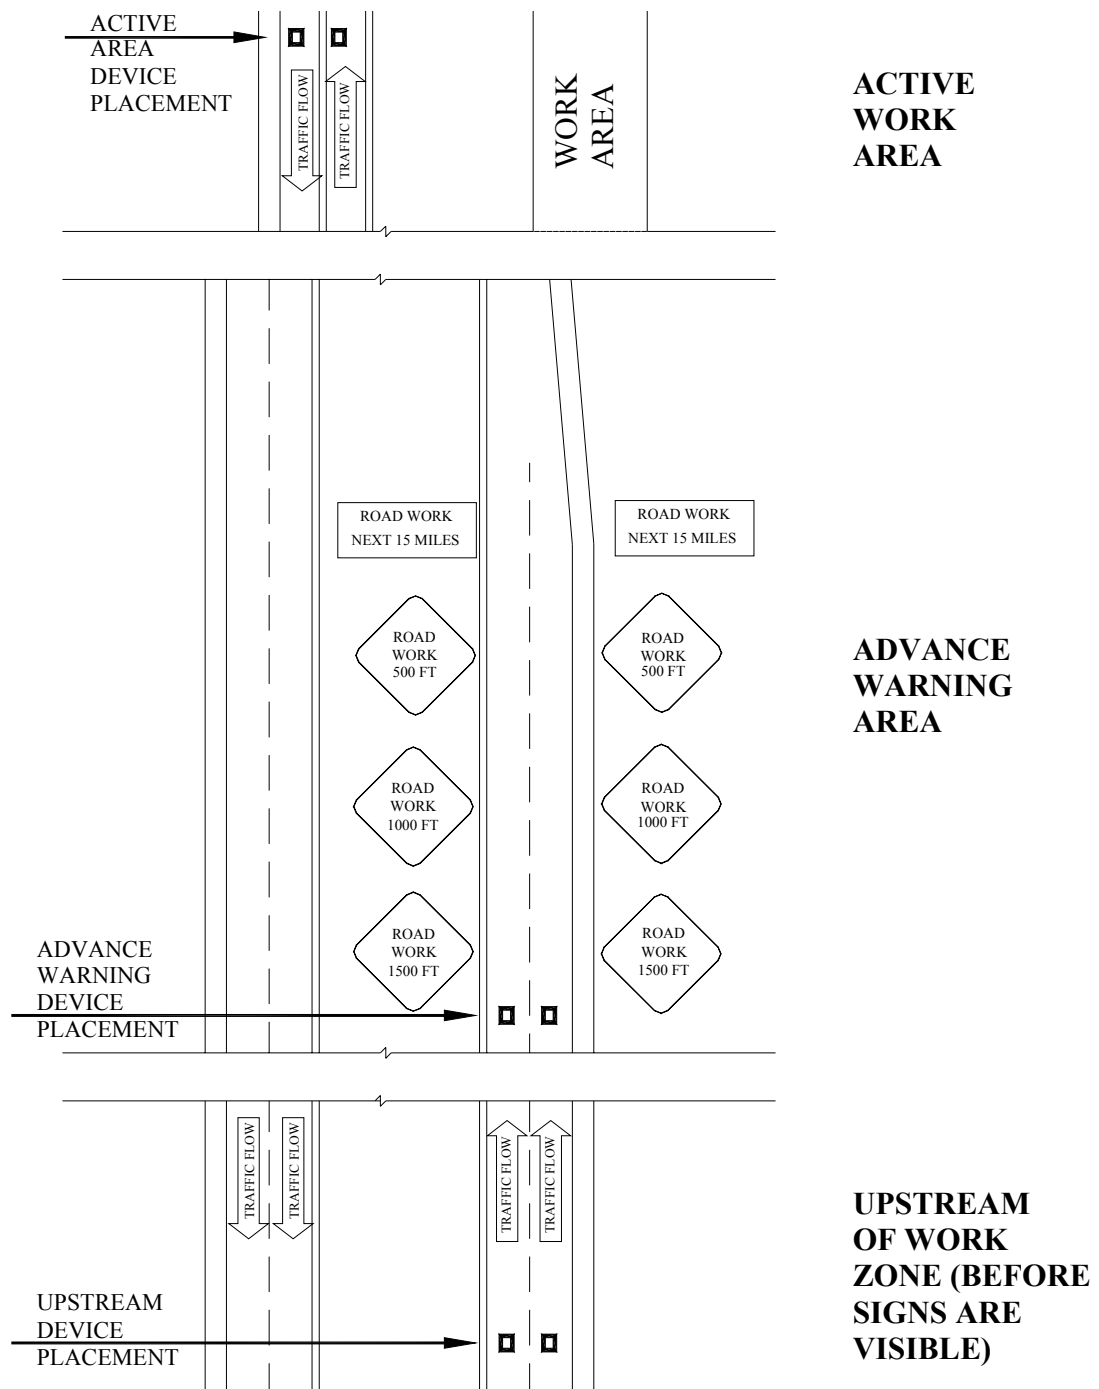 ACTIVE
AREA
DEVICE
PLACEMENT
TRAFFIC FLOW
TRAFFIC FLOW
WORK
AREA
ACTIVE
WORK
AREA
ROAD WORK
NEXT 15 MILES
ROAD WORK
NEXT 15 MILES
ROAD
WORK
500 FT
ROAD
WORK
500 FT
ADVANCE
WARNING
AREA
ROAD
WORK
1000 FT
ROAD
WORK
1000 FT
ROAD
WORK
1500 FT
ROAD
WORK
1500 FT
ADVANCE
WARNING
DEVICE
PLACEMENT
TRAFFIC FLOW
TRAFFIC FLOW
TRAFFIC FLOW
TRAFFIC FLOW
UPSTREAM
OF WORK
ZONE (BEFORE
SIGNS ARE
VISIBLE)
UPSTREAM
DEVICE
PLACEMENT